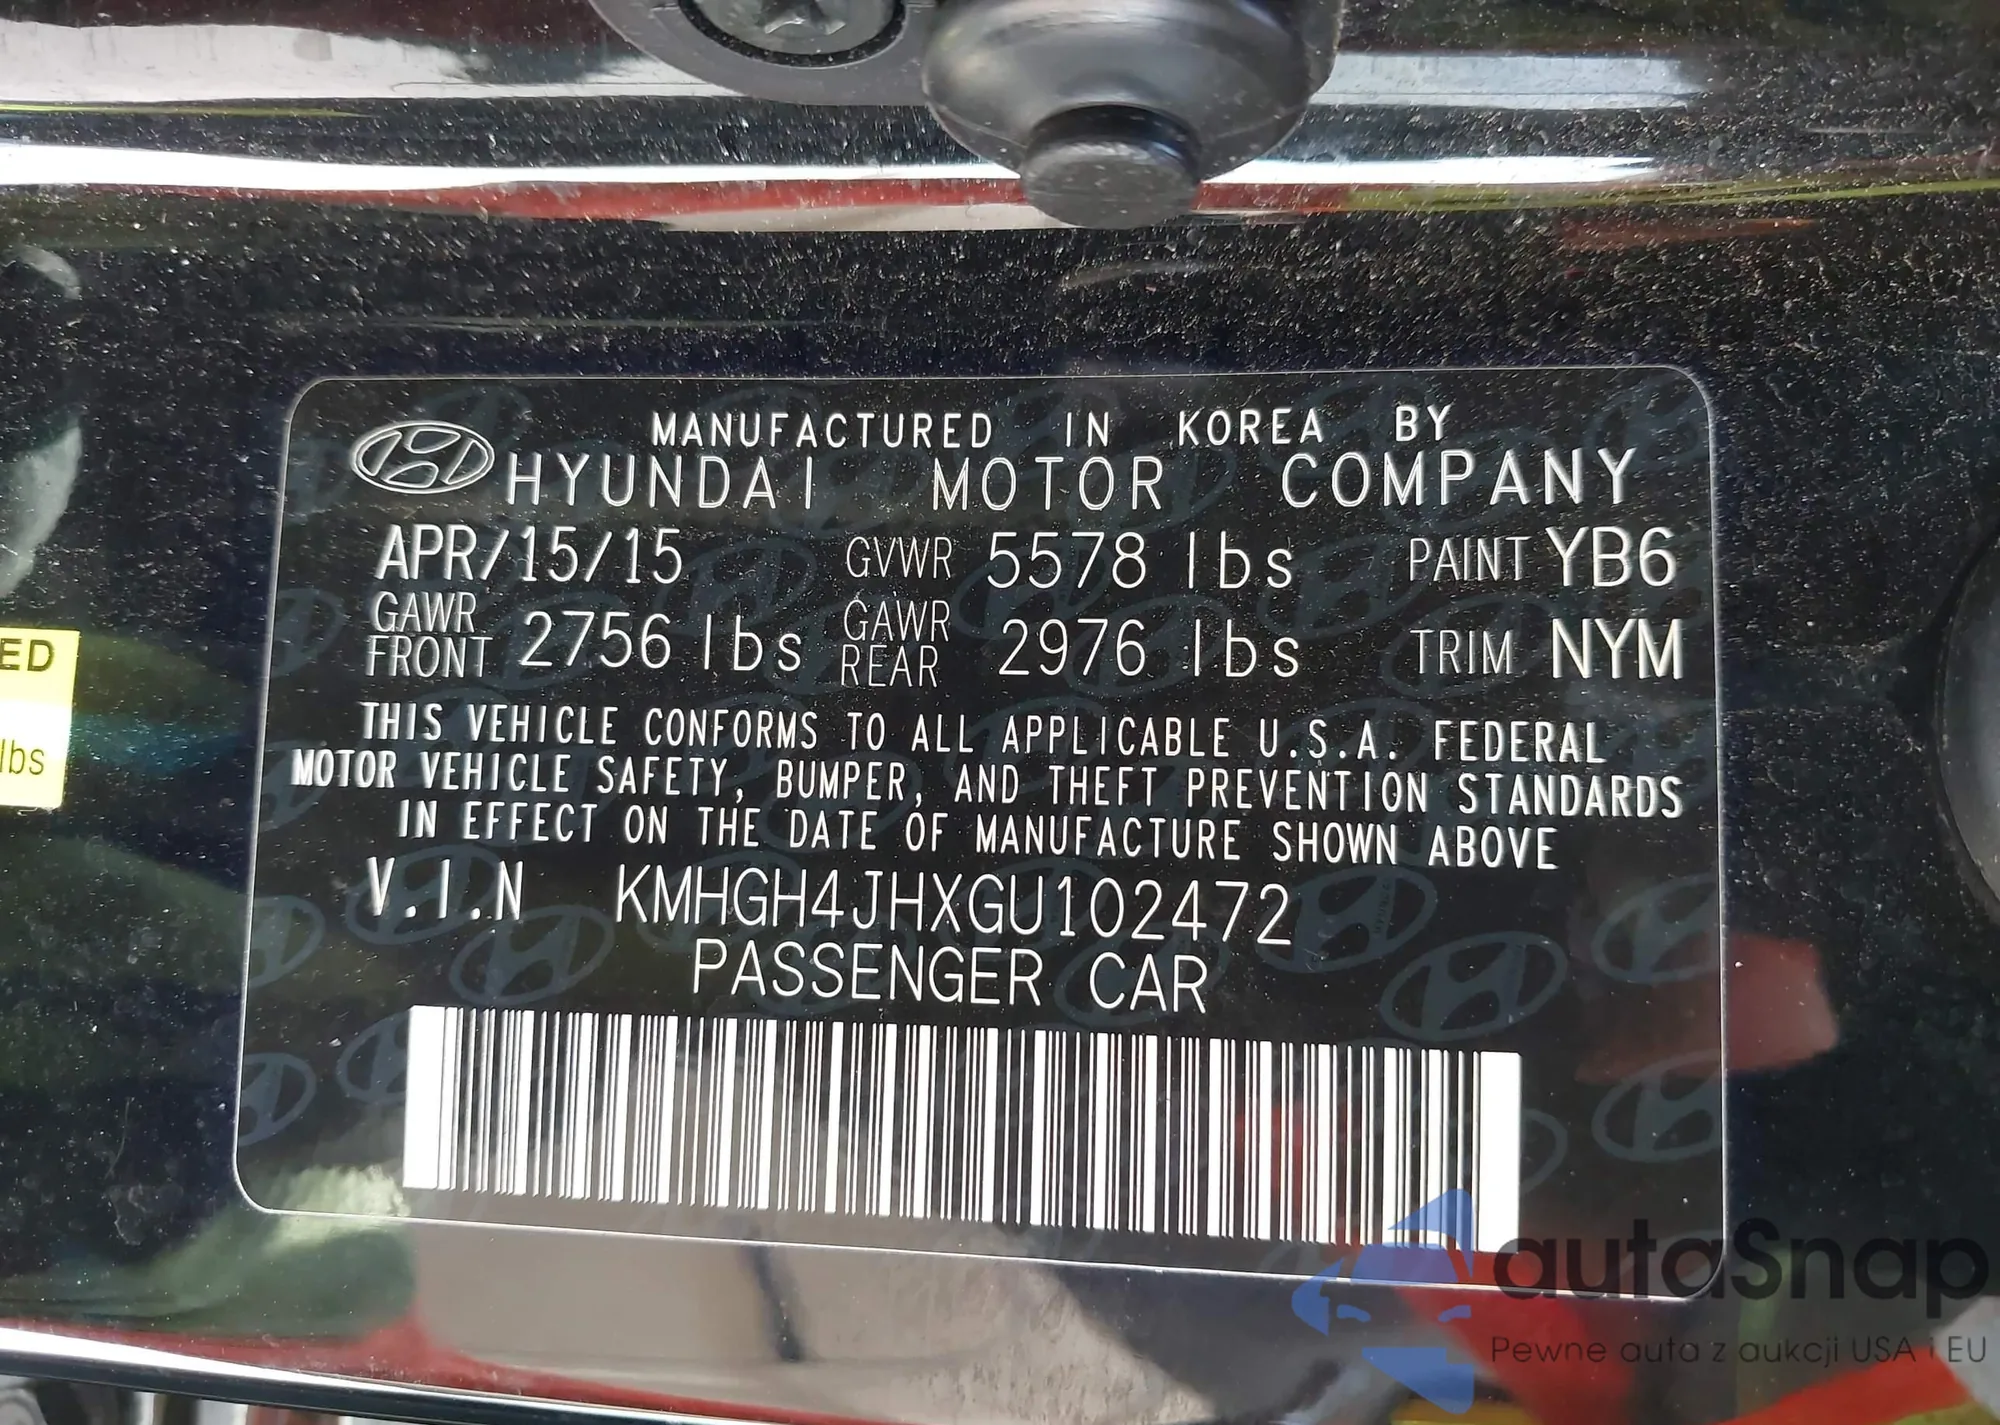 MANUFACTURED IN KOREA BY
HYUNDAI MOTOR COMPANY
APR/15/15 GVWR 5578 lbs PAINT YB6
GAWR FRONT 2756 lbs GAWR REAR 2976 lbs TRIM NYM
THIS VEHICLE CONFORMS TO ALL APPLICABLE U.S.A. FEDERAL
MOTOR VEHICLE SAFETY, BUMPER, AND THEFT PREVENTION STANDARDS
IN EFFECT ON THE DATE OF MANUFACTURE SHOWN ABOVE
V.I.N KMHGH4JHXGU102472
PASSENGER CAR
ED
lbs
autaSnap
Pewne auta z aukcji USA i EU